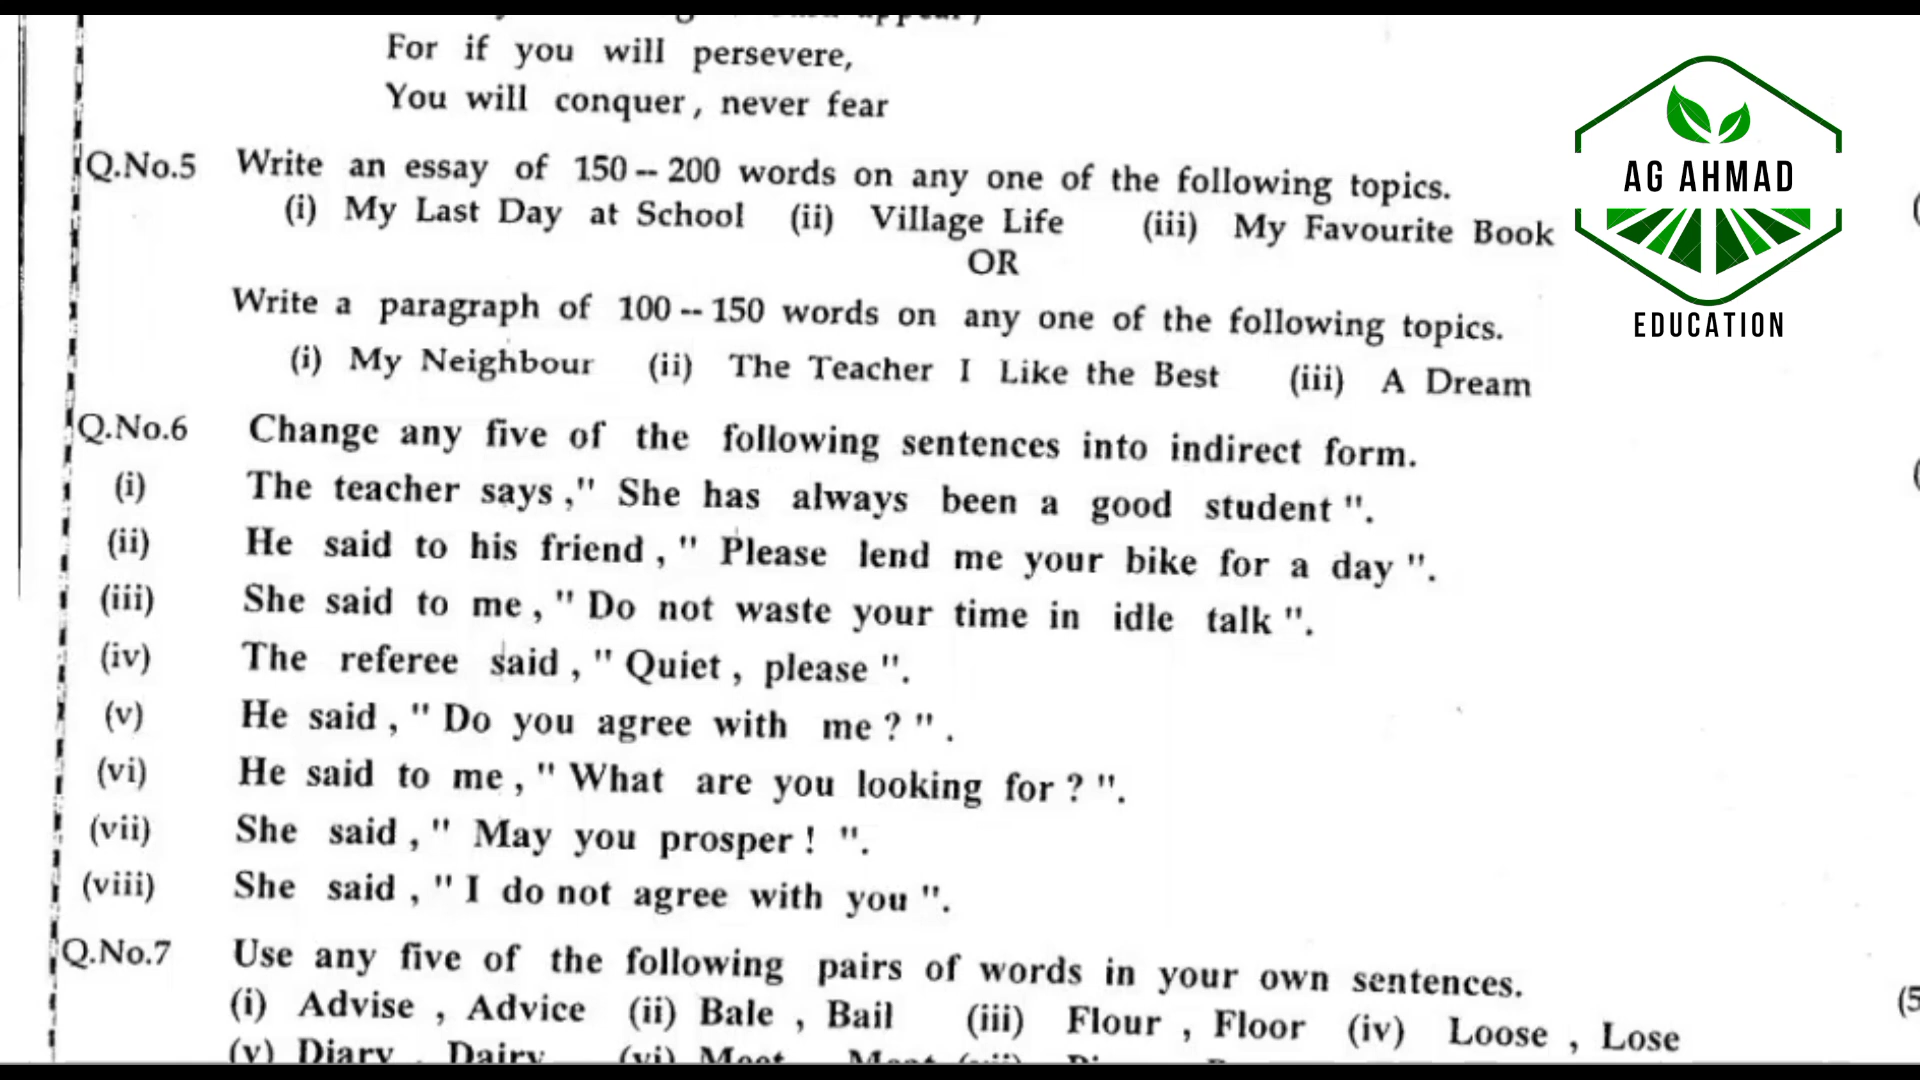 For if you will persevere,
You will conquer, never fear
Q.No.5 Write an essay of 150 -- 200 words on any one of the following topics.
(i) My Last Day at School (ii) Village Life (iii) My Favourite Book
OR
Write a paragraph of 100 -- 150 words on any one of the following topics.
(i) My Neighbour (ii) The Teacher I Like the Best (iii) A Dream
Q.No.6 Change any five of the following sentences into indirect form.
(i) The teacher says ," She has always been a good student ".
(ii) He said to his friend , " Please lend me your bike for a day ".
(iii) She said to me , " Do not waste your time in idle talk ".
(iv) The referee said , " Quiet , please ".
(v) He said , " Do you agree with me ? " .
(vi) He said to me , " What are you looking for ? ".
(vii) She said , " May you prosper ! ".
(viii) She said , " I do not agree with you ".
Q.No.7 Use any five of the following pairs of words in your own sentences.
(5
(i) Advise , Advice (ii) Bale , Bail (iii) Flour , Floor (iv) Loose , Lose
(v) Diary , Dairy (vi)
AG AHMAD
EDUCATION